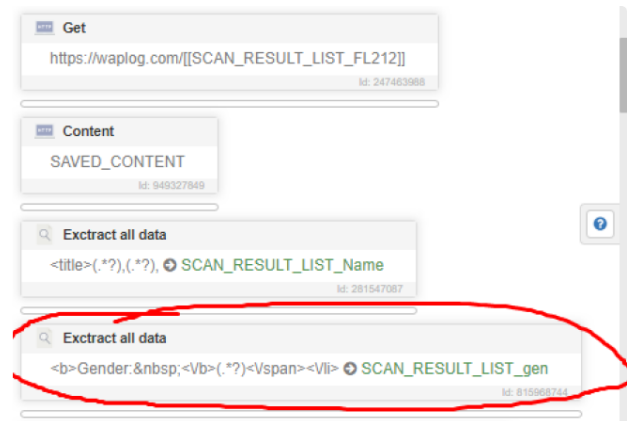 Get
https://waplog.com/[[SCAN_RESULT_LIST_FL212]]
Id: 247463988
Content
SAVED_CONTENT
Id: 949327849
Exctract all data
<title>(.*?),(.*?), SCAN_RESULT_LIST_Name
Id: 281547087
Exctract all data
<b>Gender:&nbsp;<\/b>(.*?)<\/span><\/li> SCAN_RESULT_LIST_gen
Id: 815968744